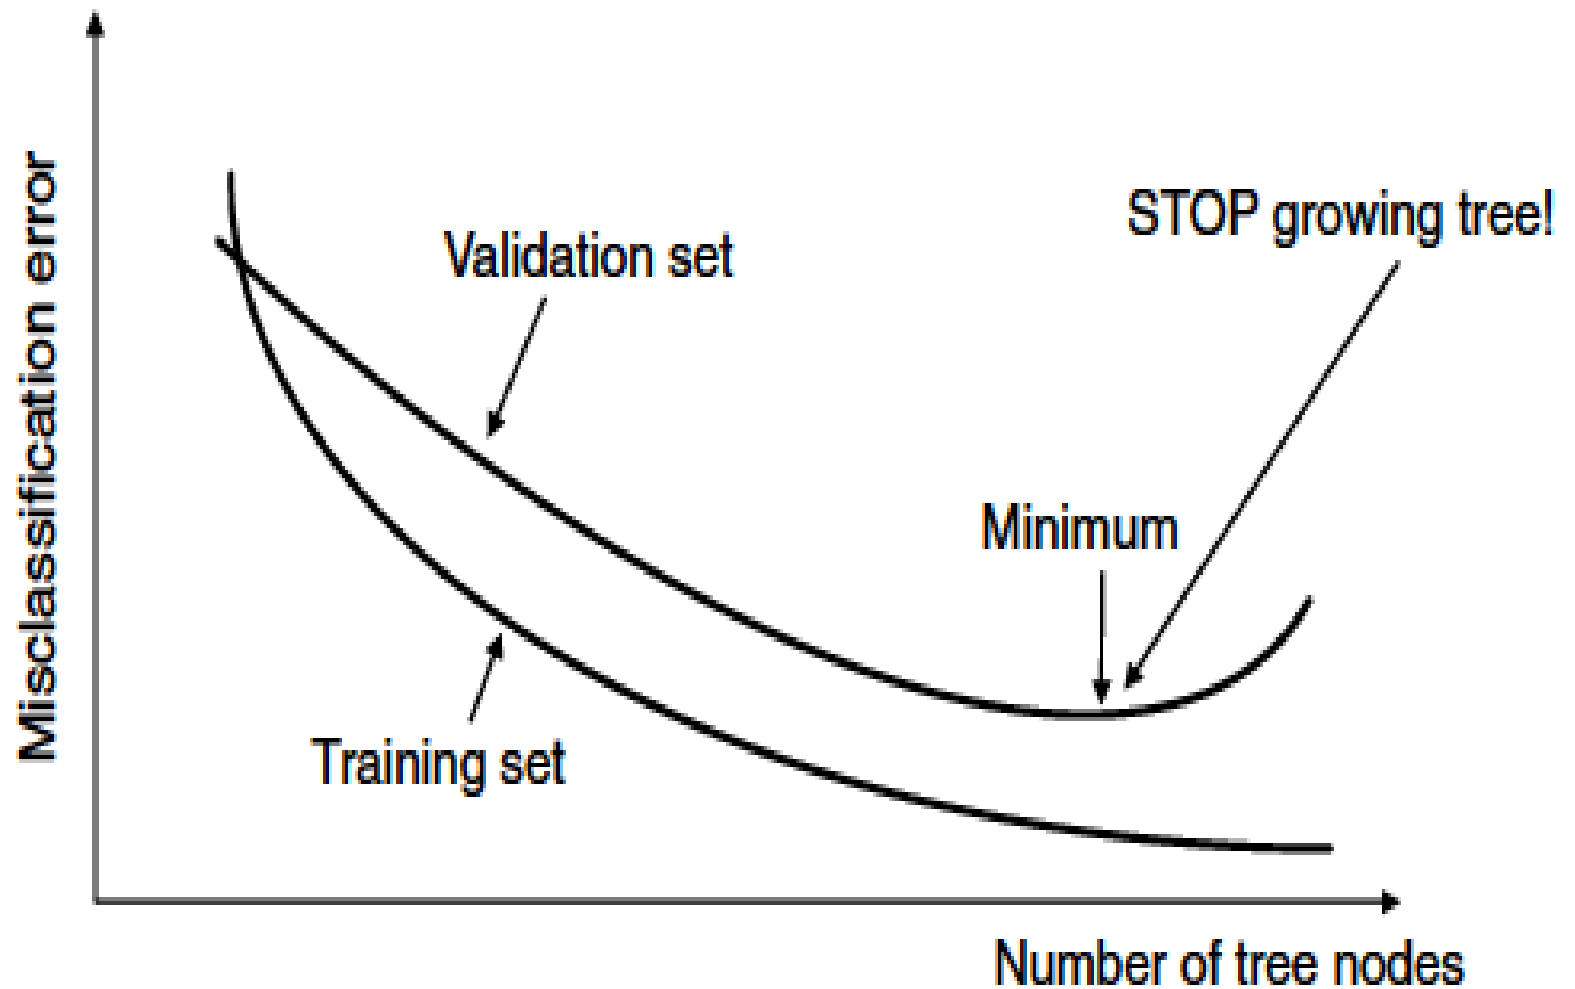 Misclassification error
Validation set
STOP growing tree!
Minimum
Training set
Number of tree nodes